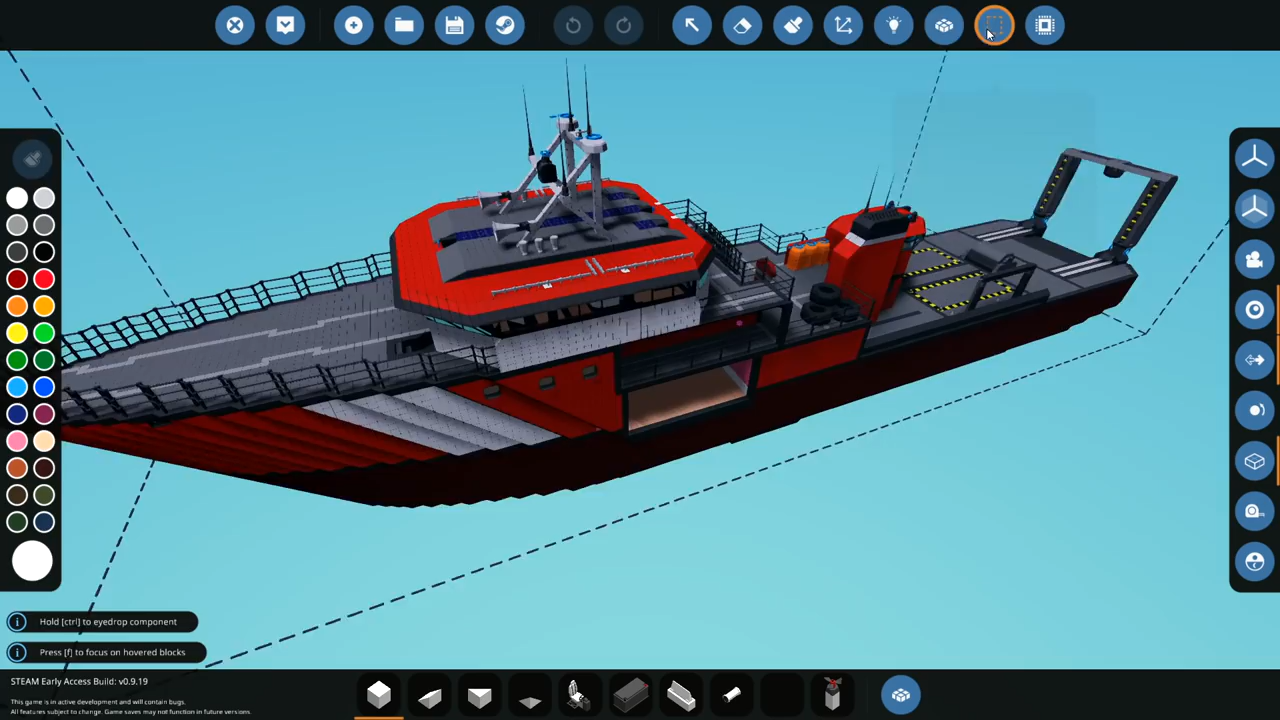 Hold [ctrl] to eyedrop component
Press [f] to focus on hovered blocks
STEAM Early Access Build: v0.9.19
This game is in active development and will contain bugs.
All features subject to change. Game saves may not function in future versions.